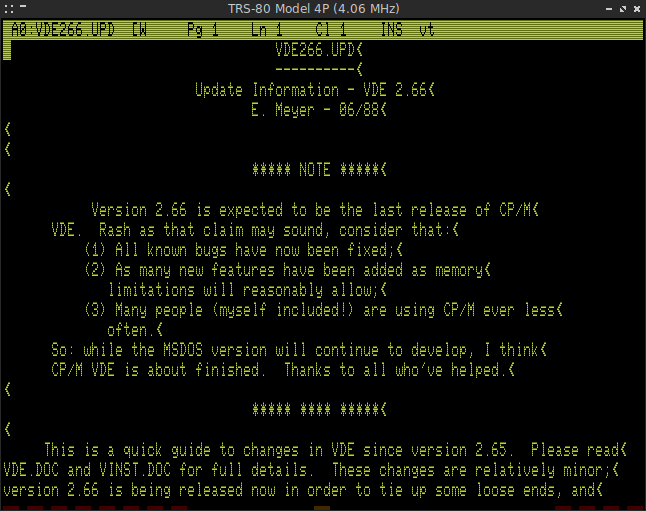 TRS-80 Model 4P (4.06 MHz)
A0:VDE266.UPD [W Pg 1 Ln 1 Cl 1 INS vt
VDE266.UPD<
----------<
Update Information - VDE 2.66<
E. Meyer - 06/88<
<
<
***** NOTE *****<
<
Version 2.66 is expected to be the last release of CP/M<
VDE. Rash as that claim may sound, consider that:<
(1) All known bugs have now been fixed;<
(2) As many new features have been added as memory<
limitations will reasonably allow;<
(3) Many people (myself included!) are using CP/M ever less<
often.<
So: while the MSDOS version will continue to develop, I think<
CP/M VDE is about finished. Thanks to all who've helped.<
<
***** **** *****<
<
This is a quick guide to changes in VDE since version 2.65. Please read<
VDE.DOC and VINST.DOC for full details. These changes are relatively minor;<
version 2.66 is being released now in order to tie up some loose ends, and<